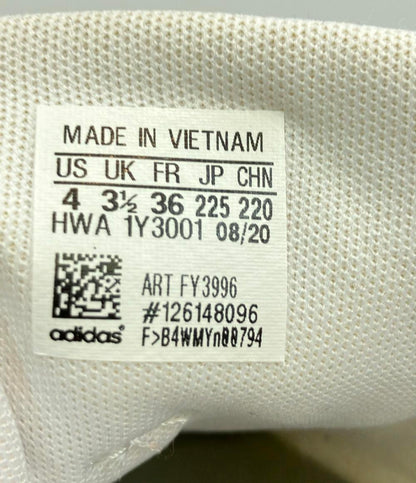 MADE IN VIETNAM
US UK FR JP CHN
4 3½ 36 225 220
HWA 1Y3001 08/20
ART FY3996
#126148096
adidas